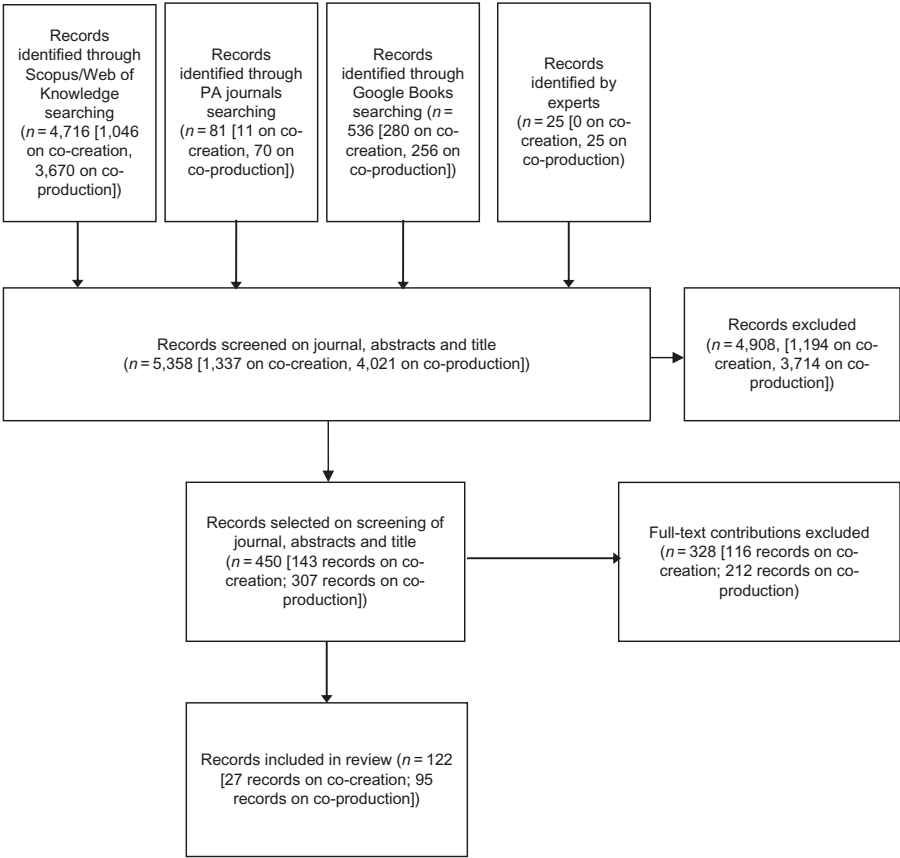 Records
identified through
Scopus/Web of
Knowledge
searching
(n = 4,716 [1,046
on co-creation,
3,670 on co-
production])
Records
identified through
PA journals
searching
(n = 81 [11 on co-
creation, 70 on
co-production])
Records
identified through
Google Books
searching (n =
536 [280 on co-
creation, 256 on
co-production])
Records
identified by
experts
(n = 25 [0 on co-
creation, 25 on
co-production)
Records screened on journal, abstracts and title
(n = 5,358 [1,337 on co-creation, 4,021 on co-production])
Records excluded
(n = 4,908, [1,194 on co-
creation, 3,714 on co-
production])
Records selected on screening of
journal, abstracts and title
(n = 450 [143 records on co-
creation; 307 records on co-
production])
Full-text contributions excluded
(n = 328 [116 records on co-
creation; 212 records on co-
production)
Records included in review (n = 122
[27 records on co-creation; 95
records on co-production])